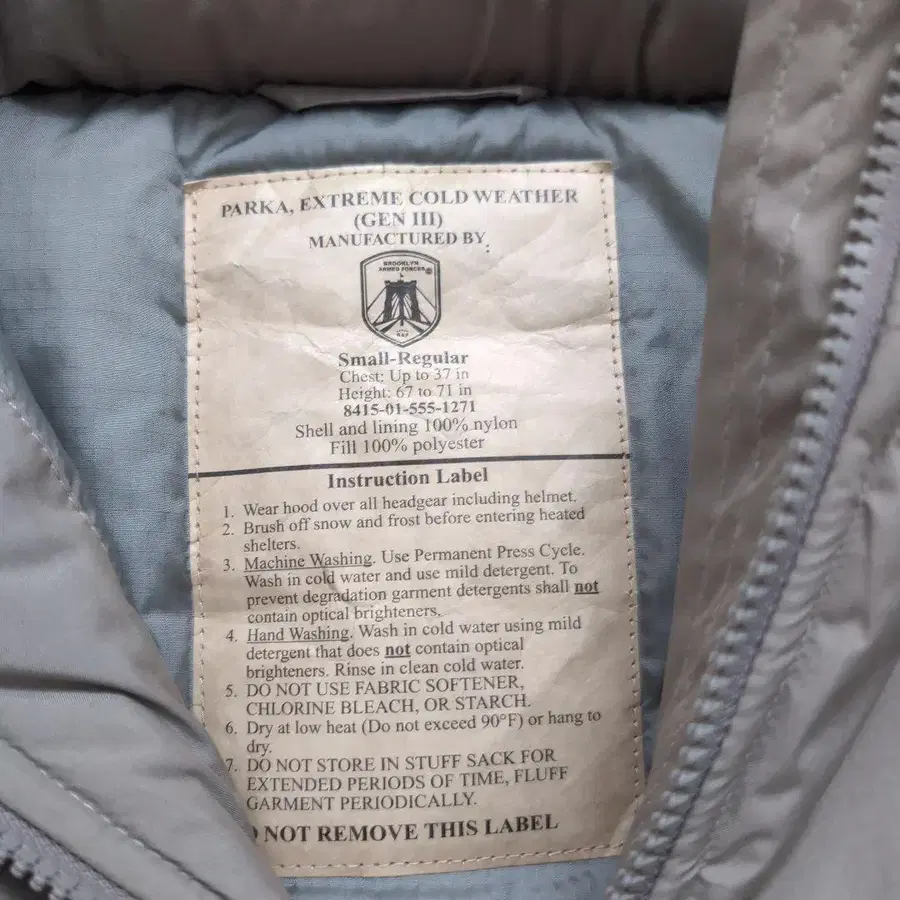 PARKA, EXTREME COLD WEATHER
(GEN III)
MANUFACTURED BY:
BROOKLYN
ARMED FORCES
Small-Regular
Chest: Up to 37 in
Height: 67 to 71 in
8415-01-555-1271
Shell and lining 100% nylon
Fill 100% polyester
Instruction Label
1. Wear hood over all headgear including helmet.
2. Brush off snow and frost before entering heated
shelters.
3. Machine Washing. Use Permanent Press Cycle.
Wash in cold water and use mild detergent. To
prevent degradation garment detergents shall not
contain optical brighteners.
4. Hand Washing. Wash in cold water using mild
detergent that does not contain optical
brighteners. Rinse in clean cold water.
5. DO NOT USE FABRIC SOFTENER,
CHLORINE BLEACH, OR STARCH.
6. Dry at low heat (Do not exceed 90°F) or hang to
dry.
7. DO NOT STORE IN STUFF SACK FOR
EXTENDED PERIODS OF TIME, FLUFF
GARMENT PERIODICALLY.
NOT REMOVE THIS LABEL